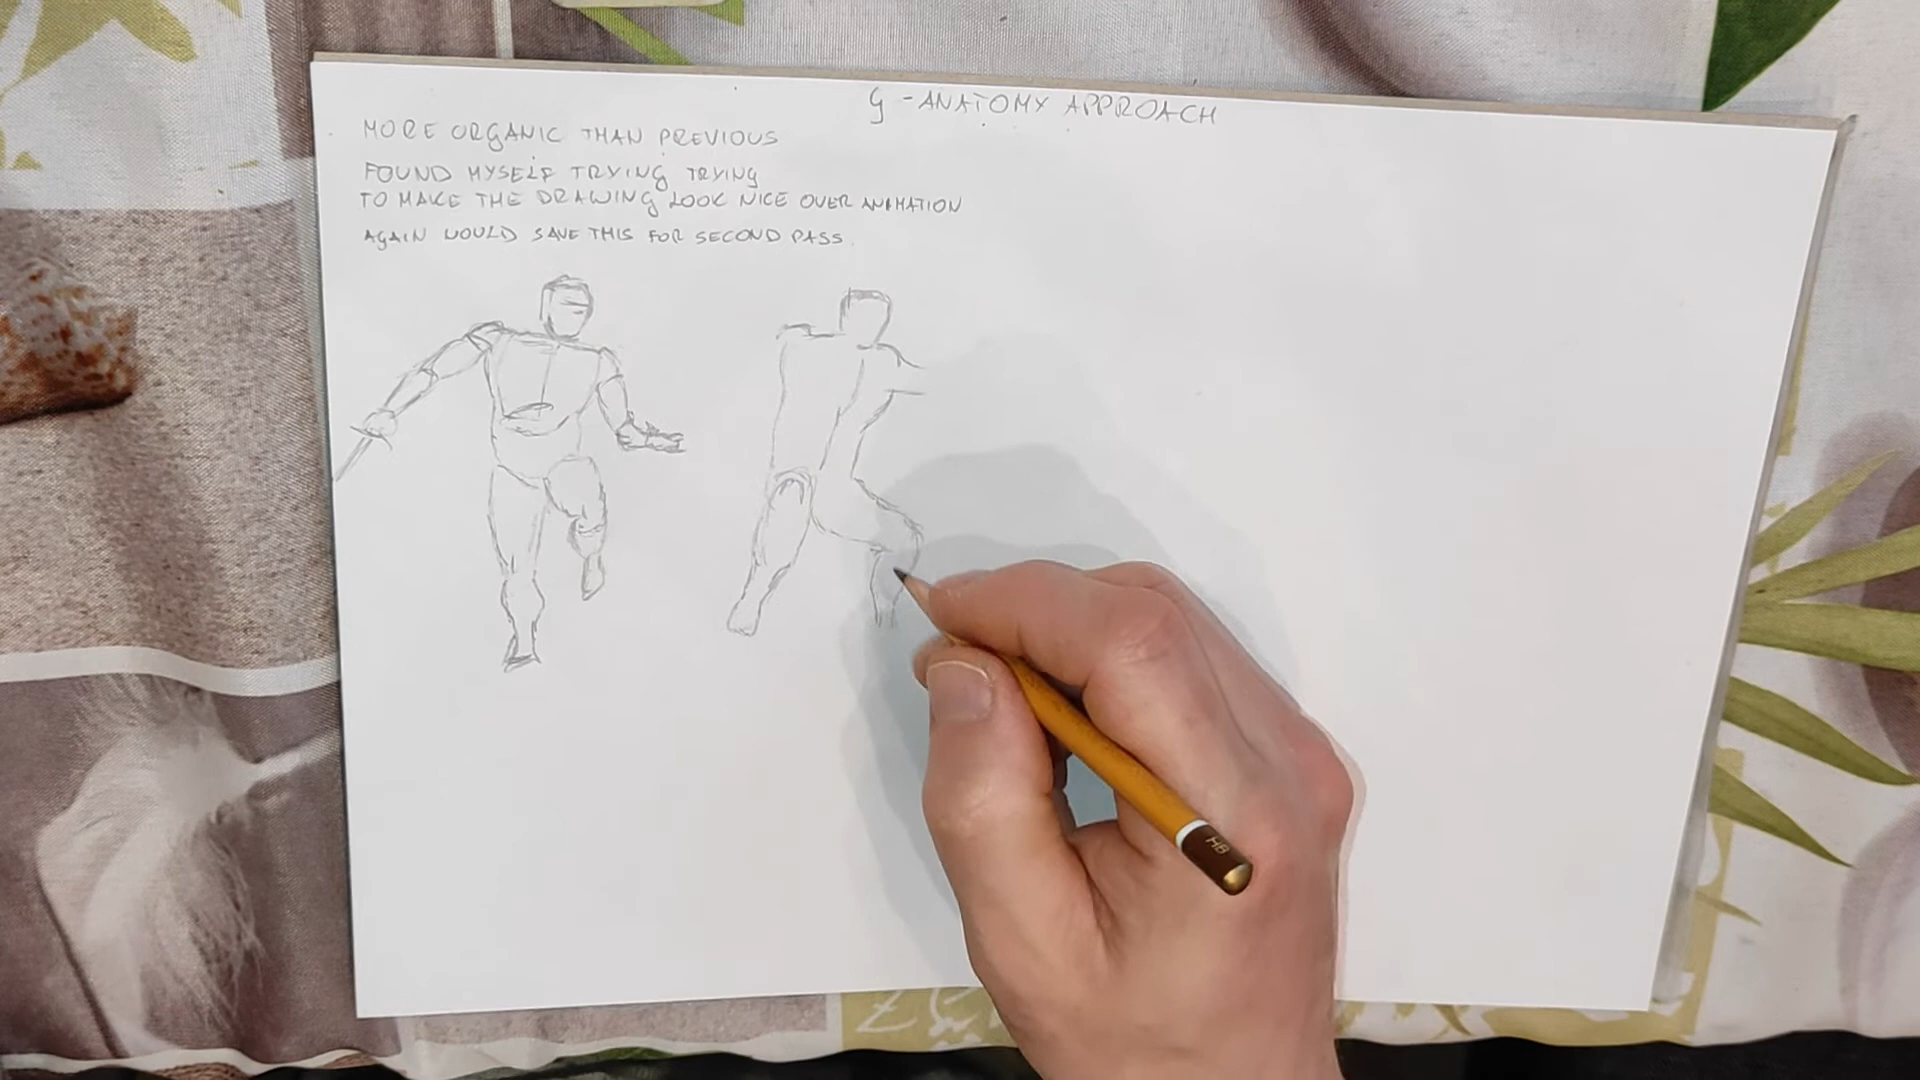 9 - ANATOMY APPROACH
MORE ORGANIC THAN PREVIOUS
FOUND MYSELF TRYING TRYING
TO MAKE THE DRAWING LOOK NICE OVER ANIMATION
AGAIN WOULD SAVE THIS FOR SECOND PASS.
HB